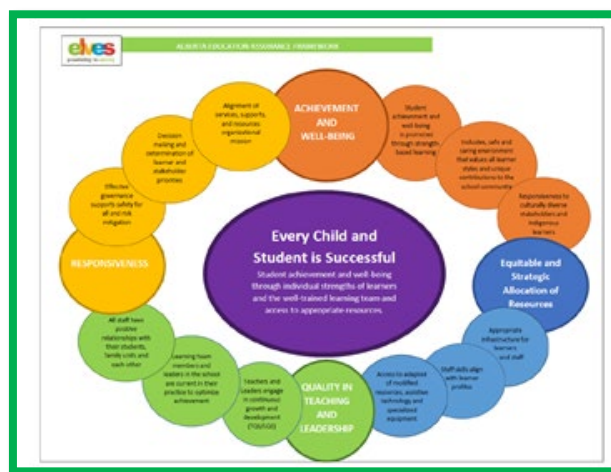 elves
ALBERTA EDUCATION ASSURANCE FRAMEWORK
Alignment of
services, supports,
and resources
organizational
mission
ACHIEVEMENT
AND
WELL-BEING
Student
achievement and
well-being
is promoted
through strength-
based learning
Decision
making and
determination of
learner and
stakeholder
priorities
Inclusive, safe and
caring environment
that values all learner
styles and unique
contributions to the
school community
Effective
governance
supports safety for
all and risk
mitigation
Responsiveness to
culturally diverse
stakeholders and
Indigenous
learners
RESPONSIVENESS
Every Child and
Student is Successful
Student achievement and well-being
through individual strengths of learners
and the well-trained learning team and
access to appropriate resources.
Equitable and
Strategic
Allocation of
Resources
All staff have
positive
relationships with
their students,
family units and
each other
Learning team
members and
leaders in the school
are current in their
practice to optimize
achievement
Teachers and
Leaders engage
in continuous
growth and
development
QUALITY IN
TEACHING
AND
LEADERSHIP
Access to adapted
of modified
resources, assistive
technology and
specialized
equipment
Staff skills align
with learner
profiles
Appropriate
infrastructure for
learners
and staff